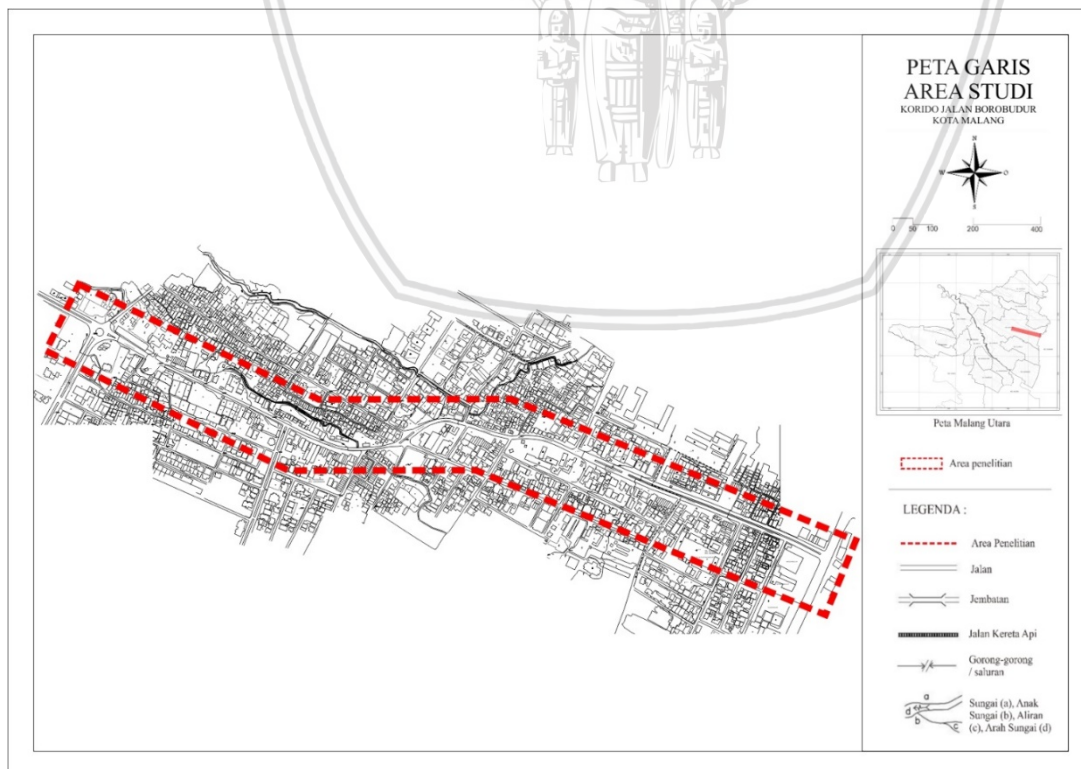 PETA GARIS
AREA STUDI
KORIDO JALAN BOROBUDUR
KOTA MALANG
N
W
O
S
0 50 100 200 400
Peta Malang Utara
Area penelitian
LEGENDA :
Area Penelitian
Jalan
Jembatan
Jalan Kereta Api
Gorong-gorong
/ saluran
a
d
b
c
Sungai (a), Anak
Sungai (b), Aliran
(c), Arah Sungai (d)